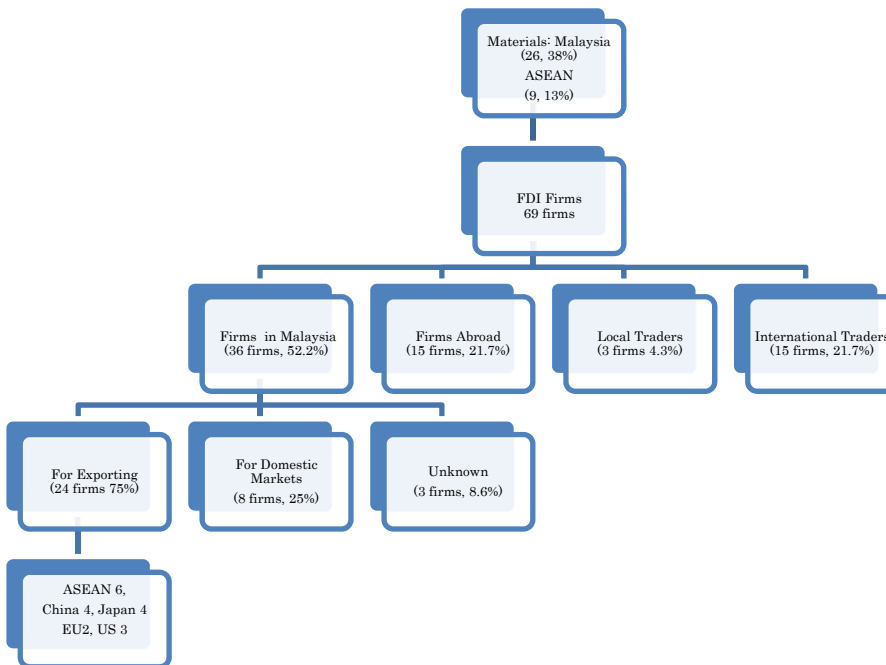 Materials: Malaysia
(26, 38%)
ASEAN
(9, 13%)
FDI Firms
69 firms
Firms in Malaysia
(36 firms, 52.2%)
Firms Abroad
(15 firms, 21.7%)
Local Traders
(3 firms 4.3%)
International Traders
(15 firms, 21.7%)
For Exporting
(24 firms 75%)
For Domestic
Markets
(8 firms, 25%)
Unknown
(3 firms, 8.6%)
ASEAN 6,
China 4, Japan 4
EU2, US 3